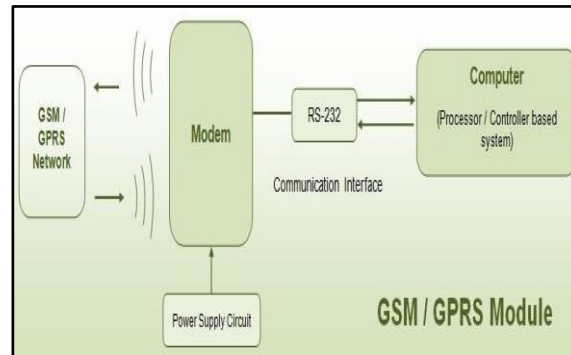 GSM /
GPRS
Network
Modem
RS-232
Communication Interface
Computer
(Processor / Controller based
system)
Power Supply Circuit
GSM / GPRS Module